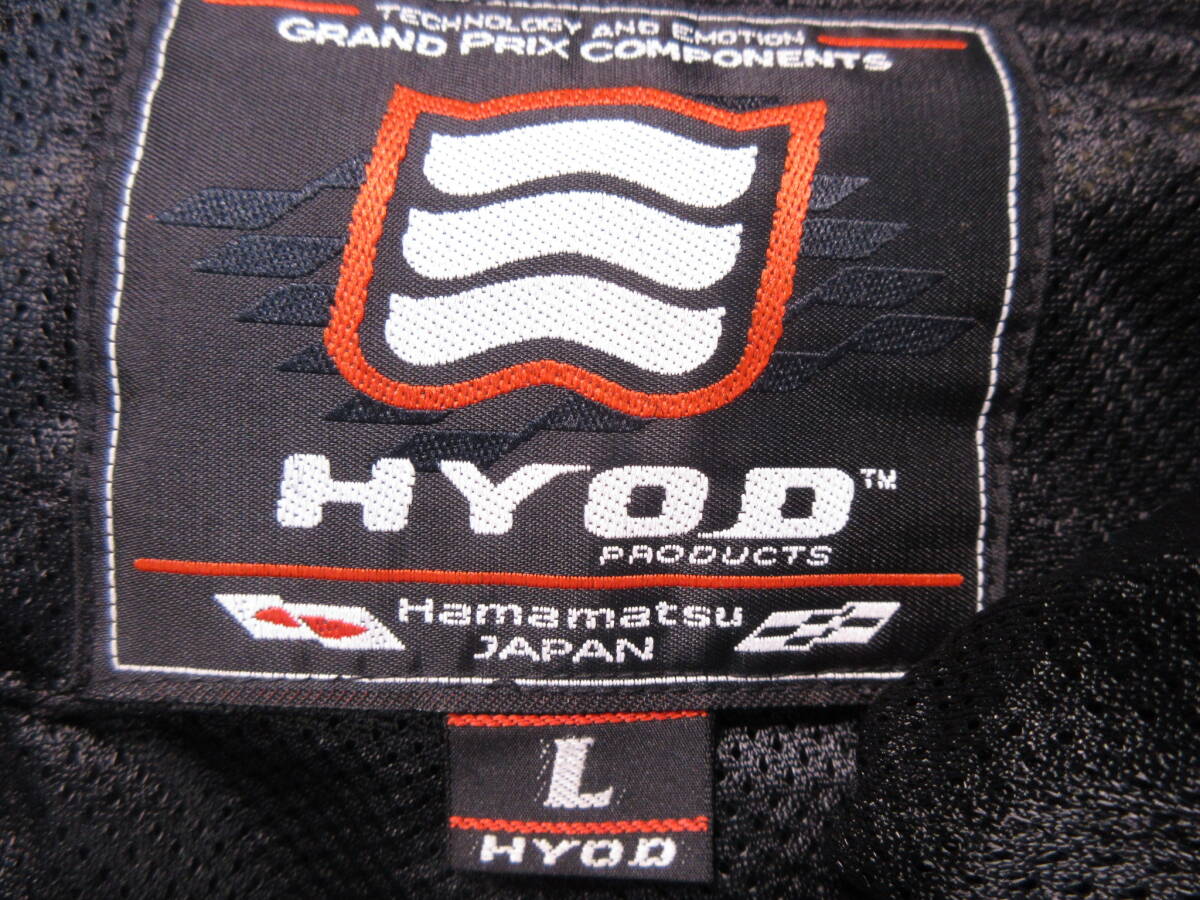 TECHNOLOGY AND EMOTION
GRAND PRIX COMPONENTS
HYOD™
PRODUCTS
Hamamatsu
JAPAN
L
HYOD